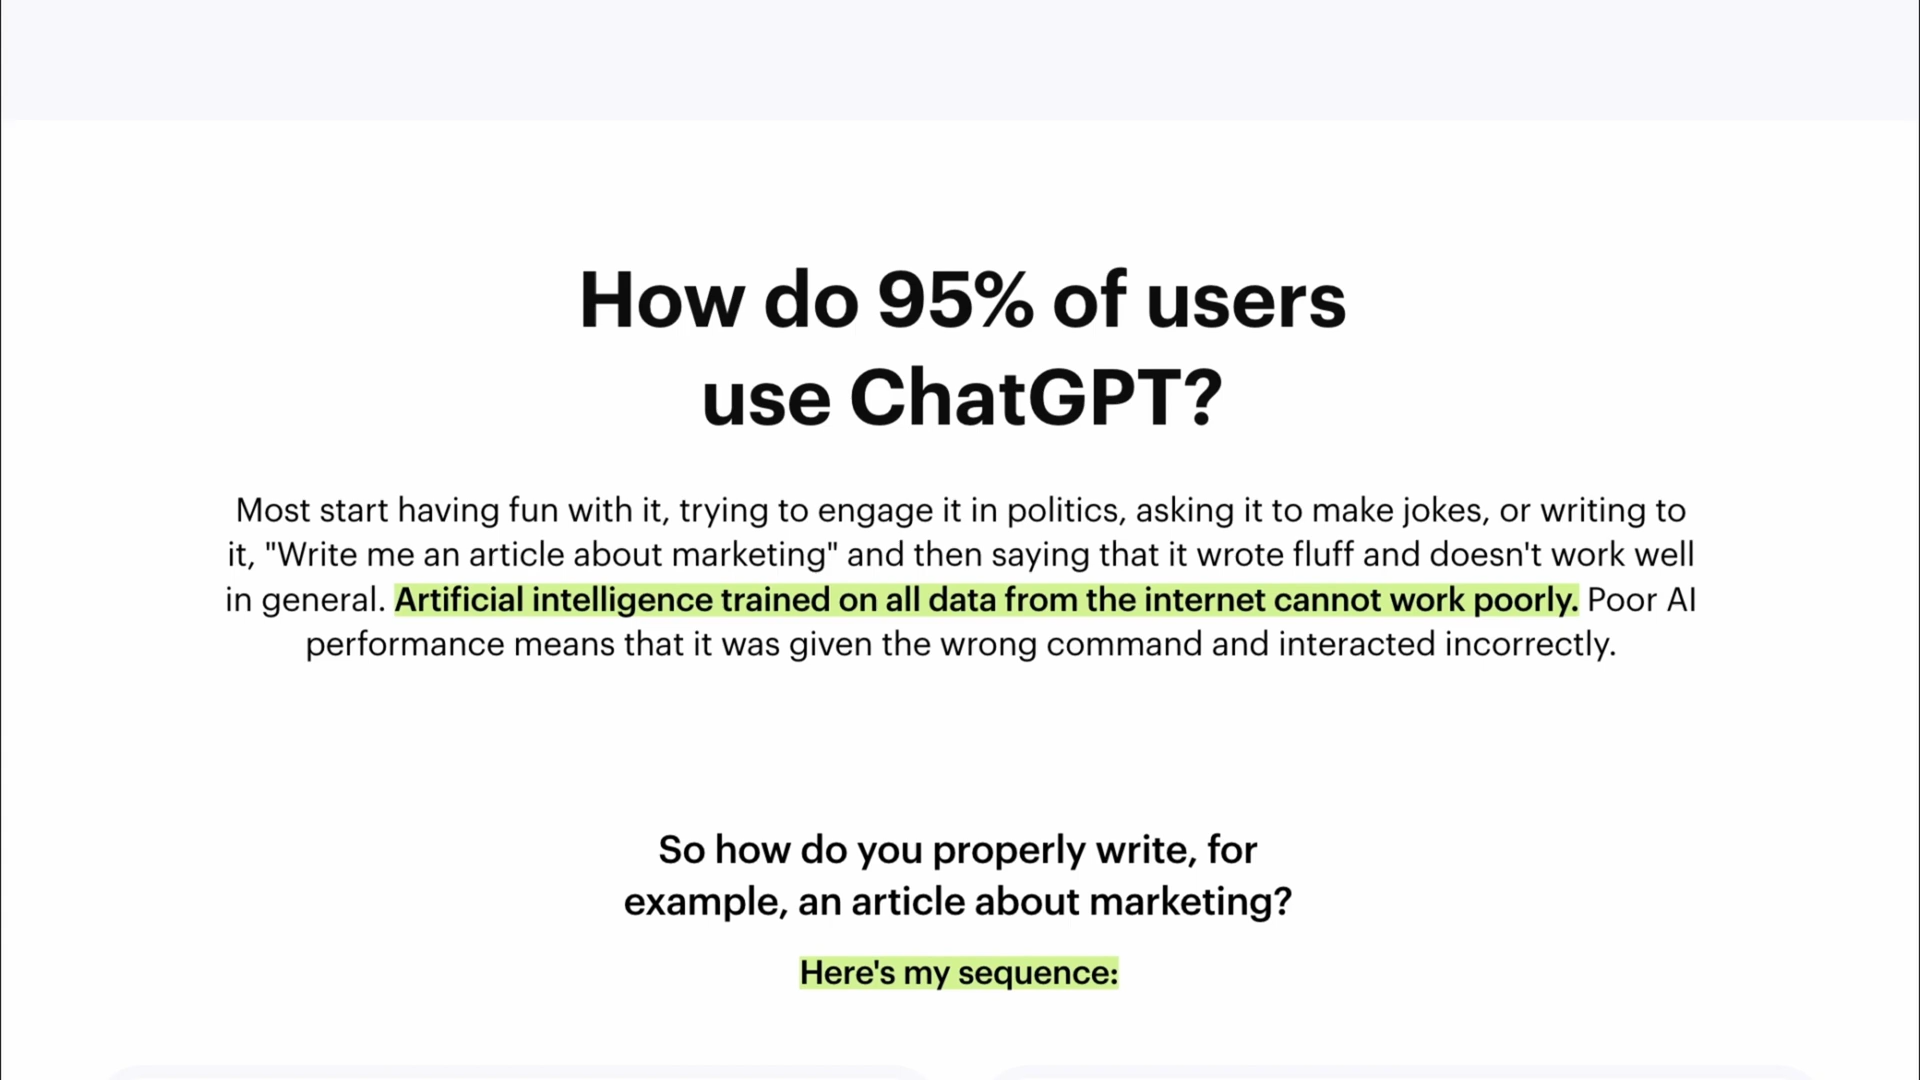 How do 95% of users
use ChatGPT?
Most start having fun with it, trying to engage it in politics, asking it to make jokes, or writing to
it, "Write me an article about marketing" and then saying that it wrote fluff and doesn't work well
in general. Artificial intelligence trained on all data from the internet cannot work poorly. Poor AI
performance means that it was given the wrong command and interacted incorrectly.
So how do you properly write, for
example, an article about marketing?
Here's my sequence: